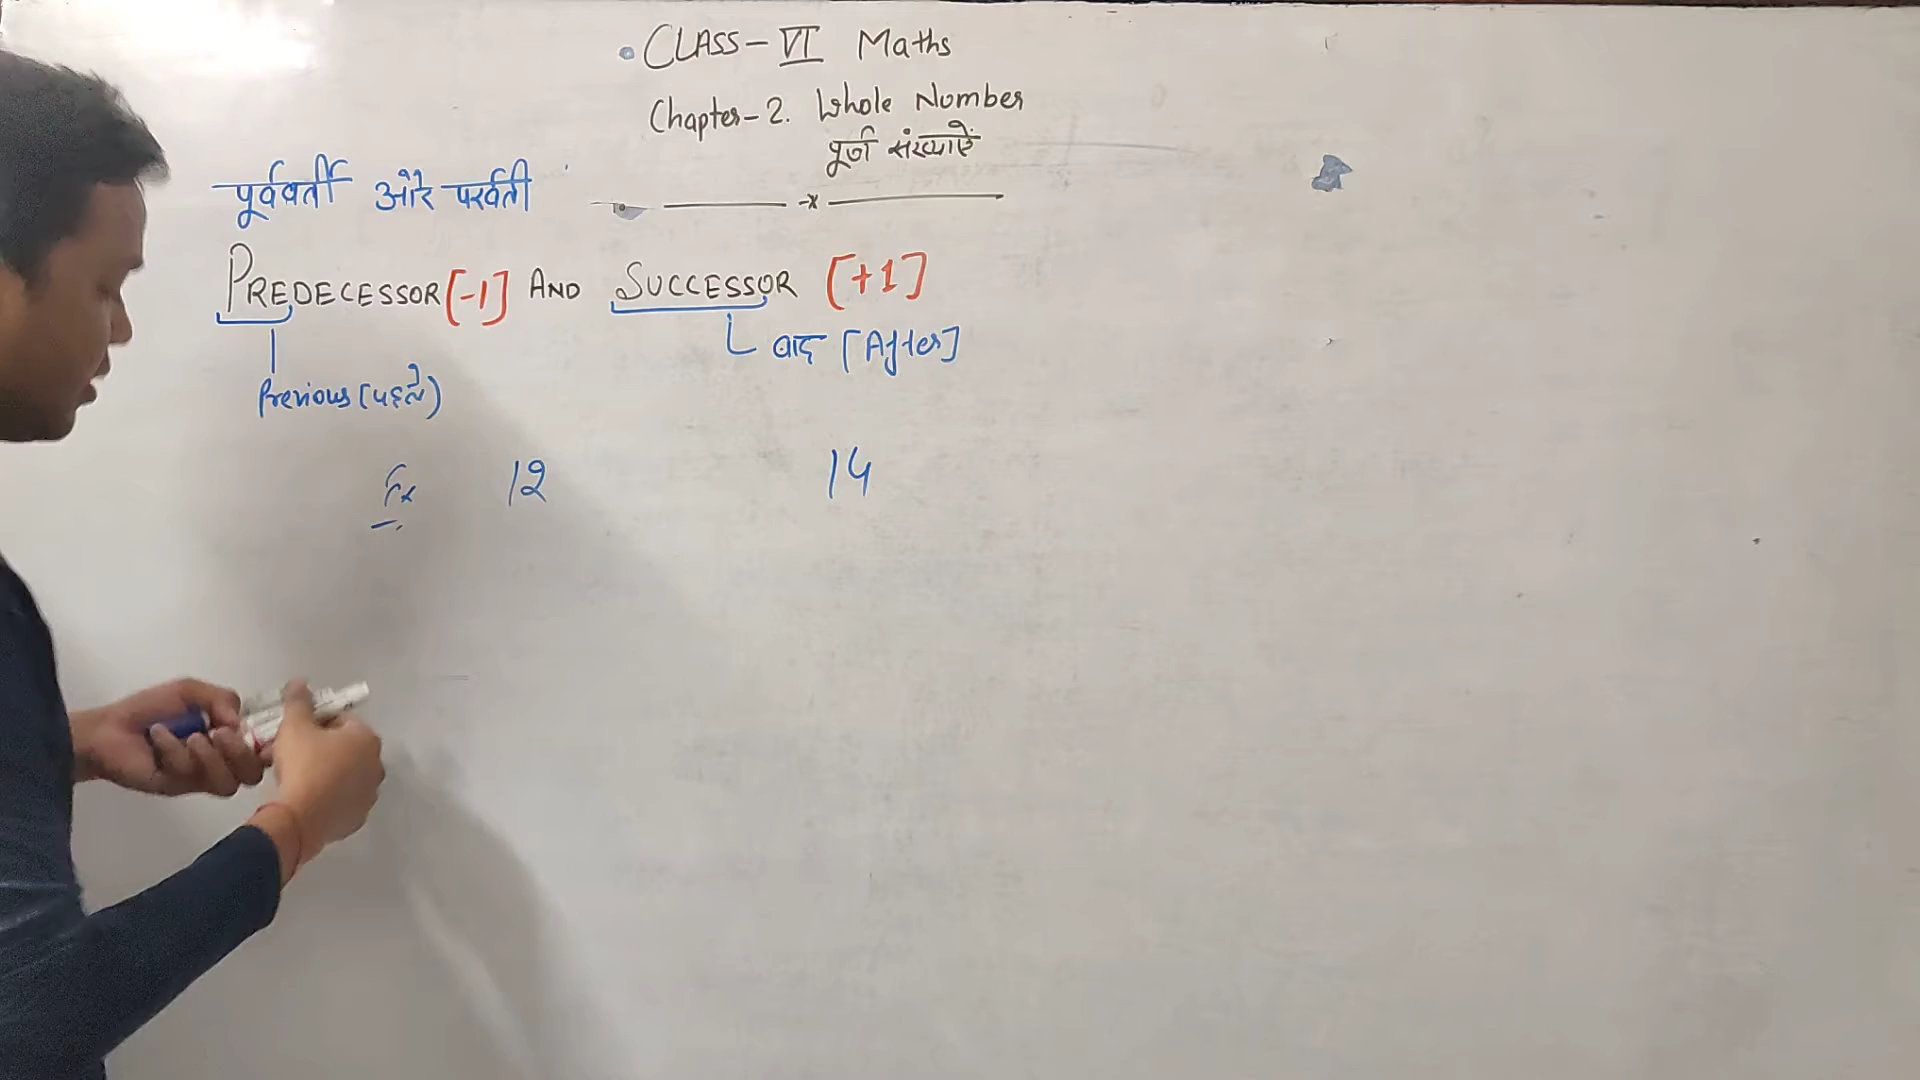 CLASS - VI Maths
Chapter - 2. Whole Number
पूर्ण संख्याऐं
पूर्ववर्ती और परवर्ती
PREDECESSOR [-1] AND SUCCESSOR [+1]
बाद [After]
Previous (पहले)
Ex 12 14